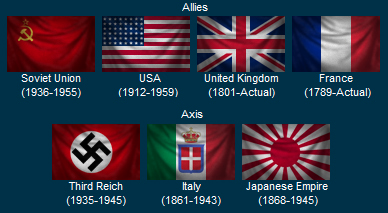 Allies
Soviet Union USA United Kingdom France
(1936-1955) (1912-1959) (1801-Actual) (1789-Actual)
Axis
Third Reich Italy Japanese Empire
(1935-1945) (1861-1943) (1868-1945)